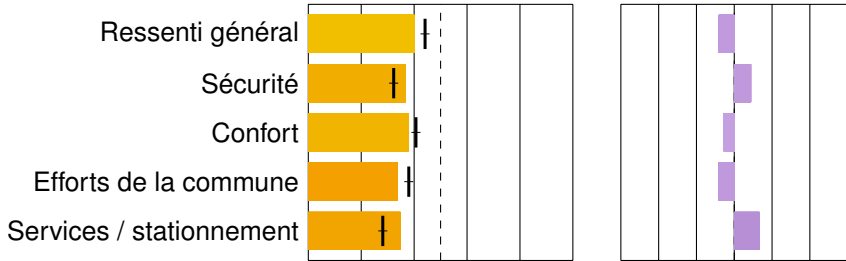 Ressenti général
Sécurité
Confort
Efforts de la commune
Services / stationnement